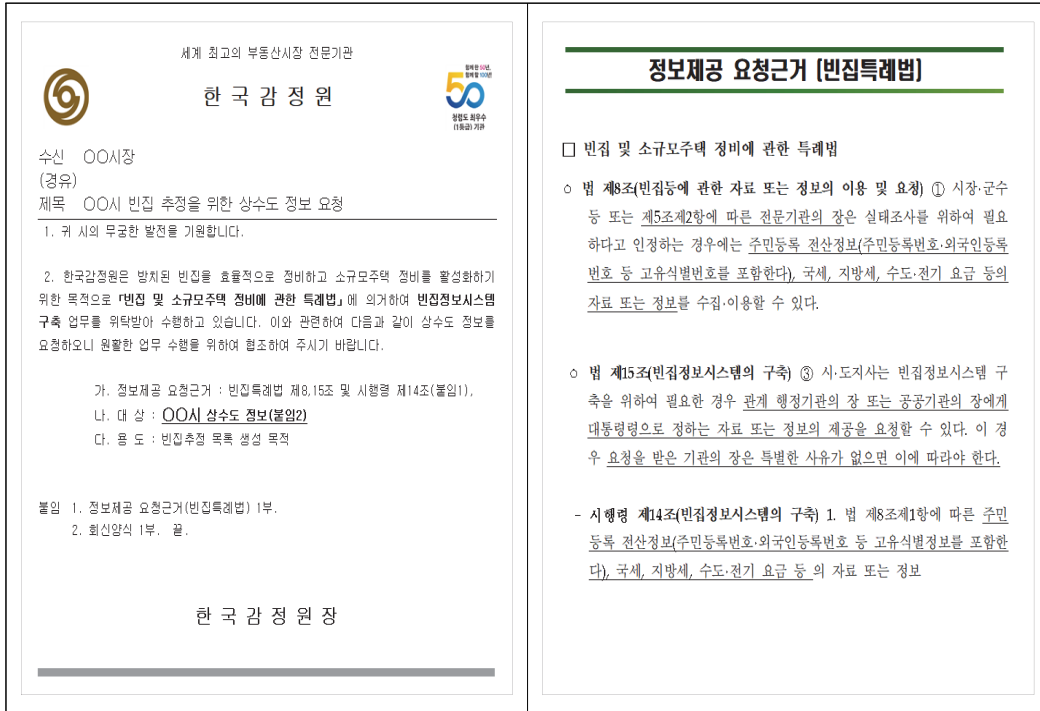 세계 최고의 부동산시장 전문기관
한국감정원
함께한 50년,
함께할 100년
50
청렴도 최우수
(1등급) 기관
수신 〇〇시장
(경유)
제목 〇〇시 빈집 추정을 위한 상수도 정보 요청
1. 귀 시의 무궁한 발전을 기원합니다.
2. 한국감정원은 방치된 빈집을 효율적으로 정비하고 소규모주택 정비를 활성화하기
위한 목적으로 「빈집 및 소규모주택 정비에 관한 특례법」에 의거하여 빈집정보시스템
구축 업무를 위탁받아 수행하고 있습니다. 이와 관련하여 다음과 같이 상수도 정보를
요청하오니 원활한 업무 수행을 위하여 협조하여 주시기 바랍니다.
가. 정보제공 요청근거 : 빈집특례법 제8,15조 및 시행령 제14조(붙임1),
나. 대 상 : 〇〇시 상수도 정보(붙임2)
다. 용 도 : 빈집추정 목록 생성 목적
붙임 1. 정보제공 요청근거(빈집특례법) 1부.
2. 회신양식 1부. 끝.
한국감정원장
정보제공 요청근거 [빈집특례법]
□ 빈집 및 소규모주택 정비에 관한 특례법
○ 법 제8조(빈집등에 관한 자료 또는 정보의 이용 및 요청) ① 시장·군수
등 또는 제5조제2항에 따른 전문기관의 장은 실태조사를 위하여 필요
하다고 인정하는 경우에는 주민등록 전산정보(주민등록번호·외국인등록
번호 등 고유식별번호를 포함한다), 국세, 지방세, 수도·전기 요금 등의
자료 또는 정보를 수집·이용할 수 있다.
○ 법 제15조(빈집정보시스템의 구축) ③ 시·도지사는 빈집정보시스템 구
축을 위하여 필요한 경우 관계 행정기관의 장 또는 공공기관의 장에게
대통령령으로 정하는 자료 또는 정보의 제공을 요청할 수 있다. 이 경
우 요청을 받은 기관의 장은 특별한 사유가 없으면 이에 따라야 한다.
- 시행령 제14조(빈집정보시스템의 구축) 1. 법 제8조제1항에 따른 주민
등록 전산정보(주민등록번호·외국인등록번호 등 고유식별정보를 포함한
다), 국세, 지방세, 수도·전기 요금 등 의 자료 또는 정보